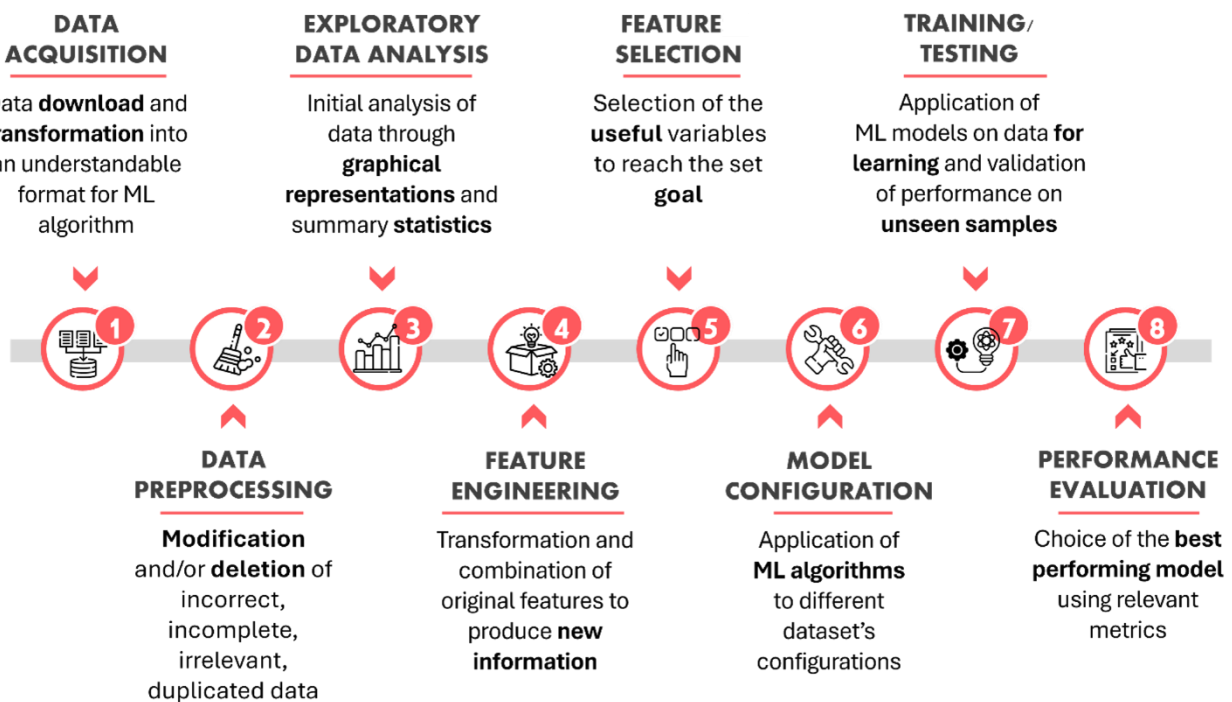 DATA
ACQUISITION
ata download and
ransformation into
an understandable
format for ML
algorithm
EXPLORATORY
DATA ANALYSIS
Initial analysis of
data through
graphical
representations and
summary statistics
FEATURE
SELECTION
Selection of the
useful variables
to reach the set
goal
TRAINING/
TESTING
Application of
ML models on data for
learning and validation
of performance on
unseen samples
1
2
3
4
5
6
7
8
DATA
PREPROCESSING
Modification
and/or deletion of
incorrect,
incomplete,
irrelevant,
duplicated data
FEATURE
ENGINEERING
Transformation and
combination of
original features to
produce new
information
MODEL
CONFIGURATION
Application of
ML algorithms
to different
dataset's
configurations
PERFORMANCE
EVALUATION
Choice of the best
performing model
using relevant
metrics